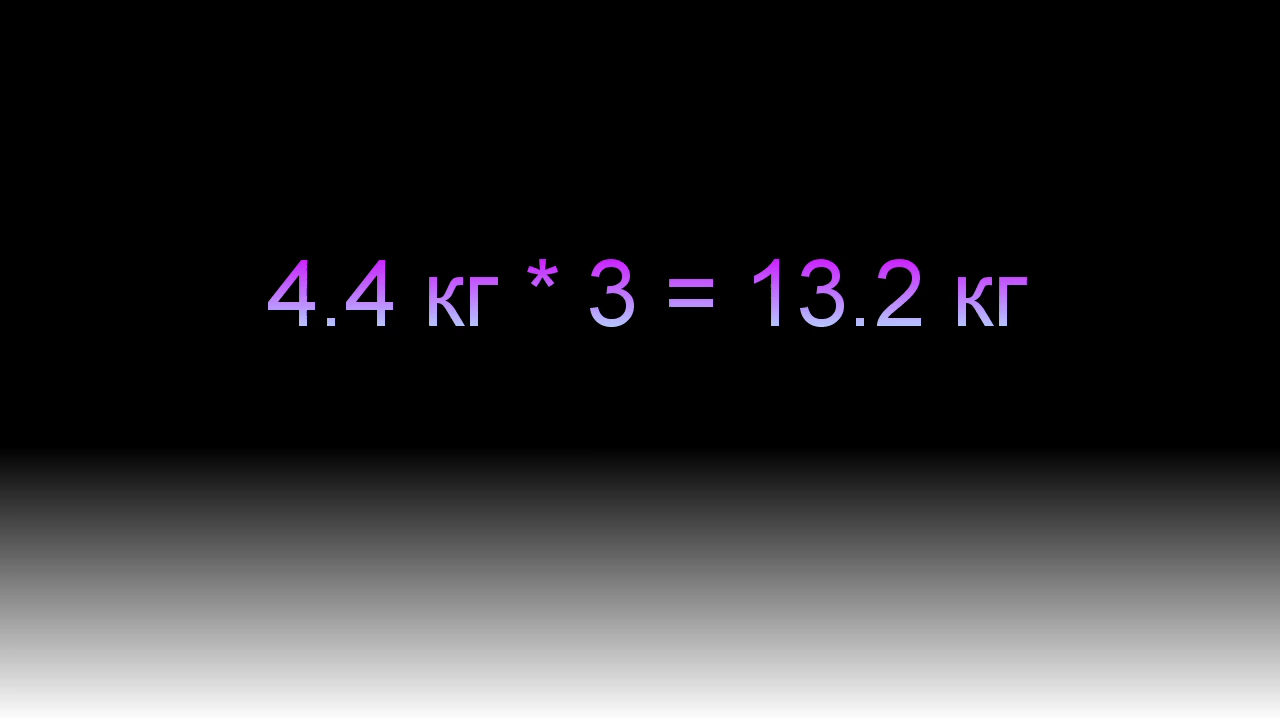 4.4 кг * 3 = 13.2 кг